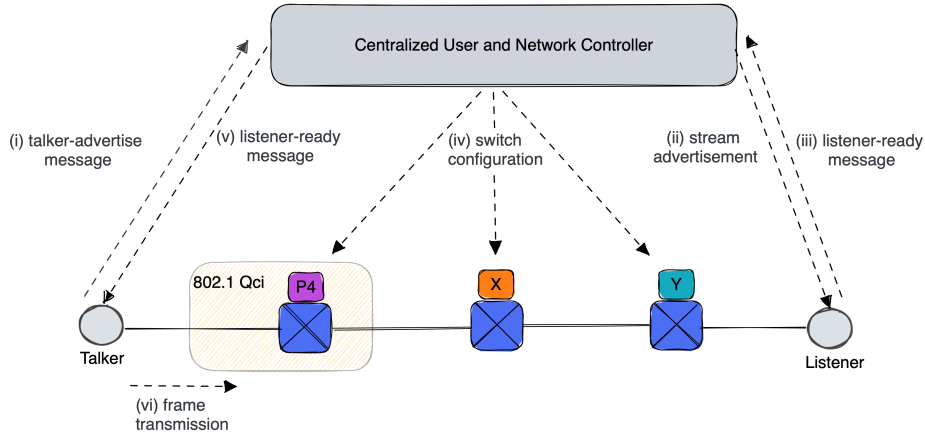 Centralized User and Network Controller
(i) talker-advertise
message
(v) listener-ready
message
(iv) switch
configuration
(ii) stream
advertisement
(iii) listener-ready
message
802.1 Qci
P4
X
Y
Talker
Listener
(vi) frame
transmission